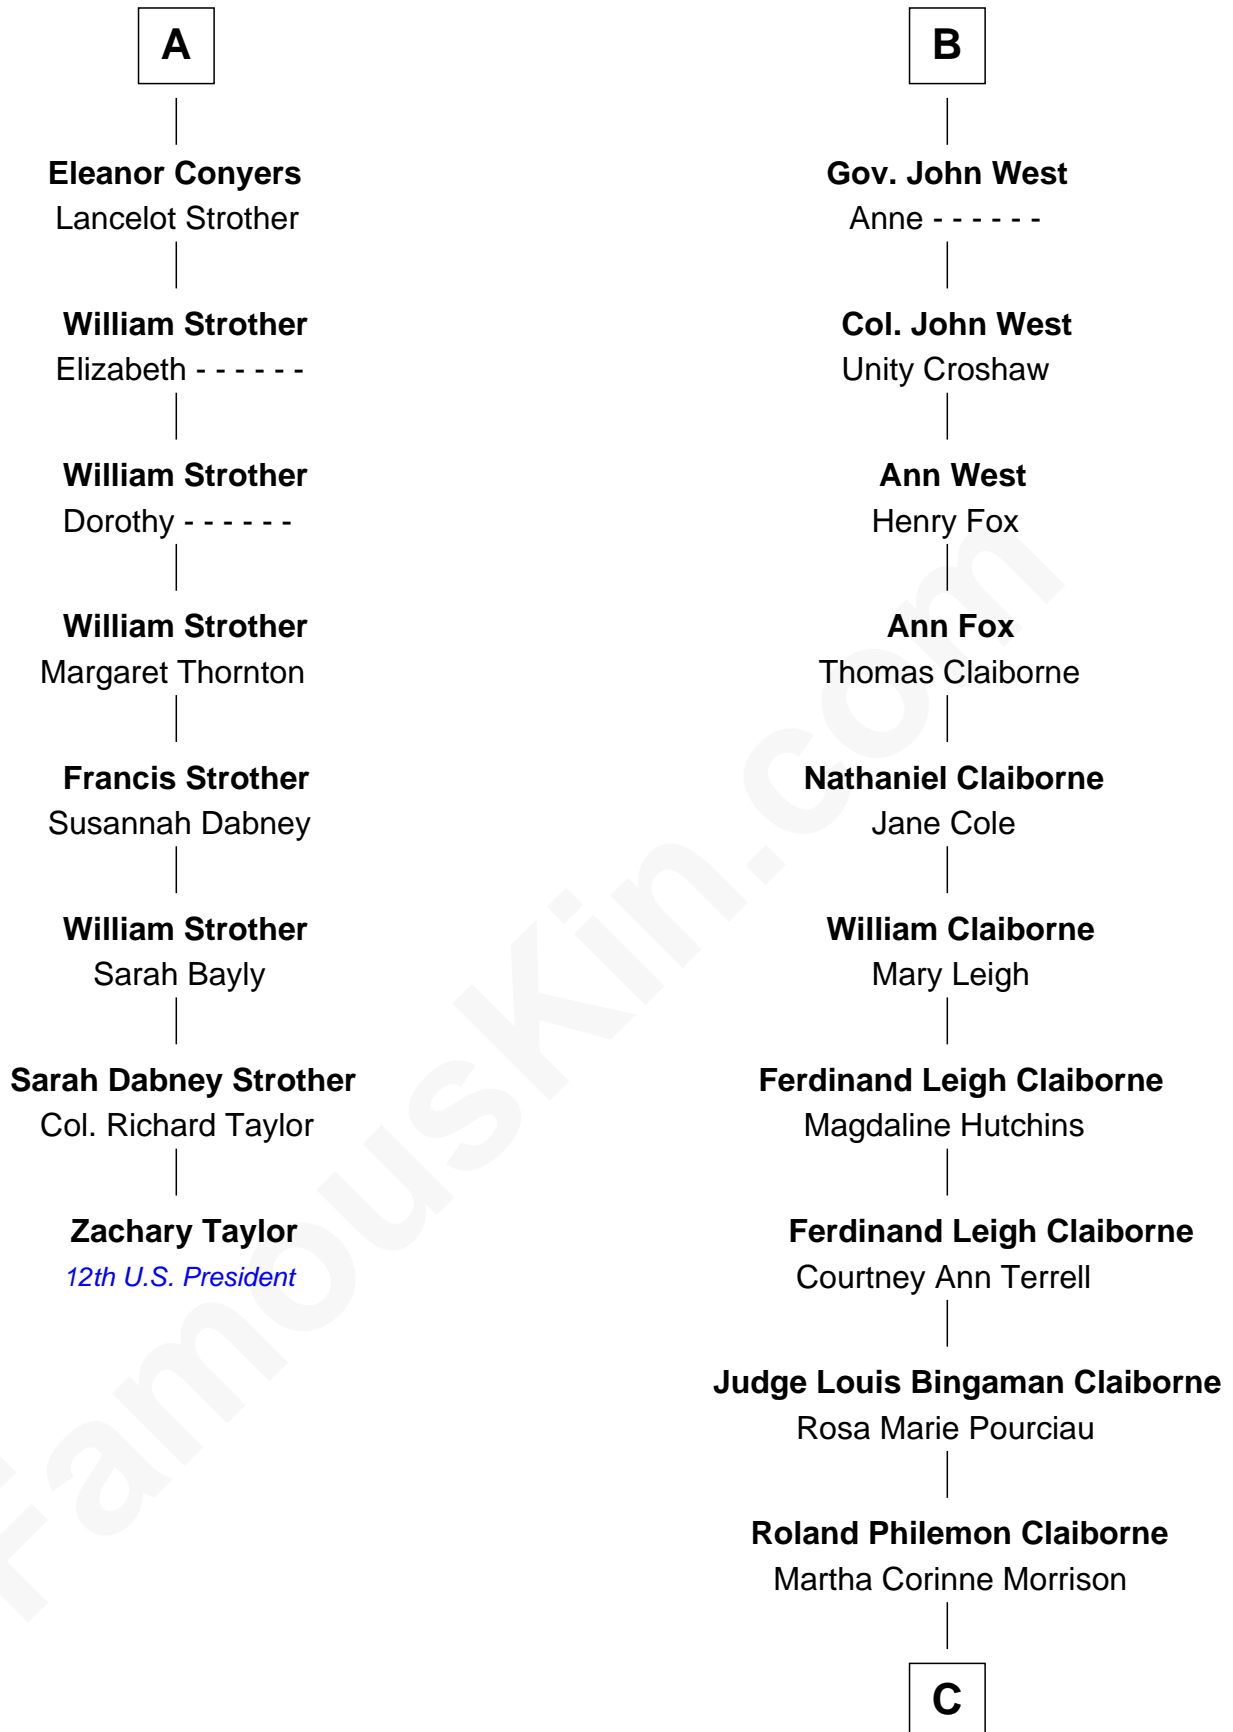 A
Eleanor Conyers
Lancelot Strother
William Strother
Elizabeth - - - - - -
William Strother
Dorothy - - - - - -
William Strother
Margaret Thornton
Francis Strother
Susannah Dabney
William Strother
Sarah Bayly
Sarah Dabney Strother
Col. Richard Taylor
Zachary Taylor
12th U.S. President
B
Gov. John West
Anne - - - - - -
Col. John West
Unity Croshaw
Ann West
Henry Fox
Ann Fox
Thomas Claiborne
Nathaniel Claiborne
Jane Cole
William Claiborne
Mary Leigh
Ferdinand Leigh Claiborne
Magdaline Hutchins
Ferdinand Leigh Claiborne
Courtney Ann Terrell
Judge Louis Bingaman Claiborne
Rosa Marie Pourciau
Roland Philemon Claiborne
Martha Corinne Morrison
C
FamousKin.com